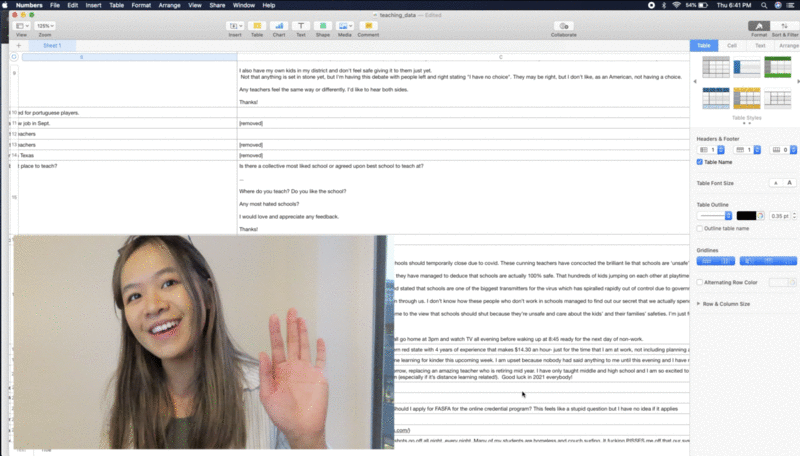 Numbers File Edit Insert Table Format Arrange View Share Window Help 54% Thu 6:41 PM
teaching_data — Edited
View Zoom Insert Table Chart Text Shape Media Comment Collaborate Format Sort & Filter
125%
Sheet 1
Table Cell Text Arrange
B C
9
I also have my own kids in my district and don't feel safe giving it to them just yet.
Not that anything is set in stone yet, but I'm having this debate with people left and right stating "I have no choice". They may be right, but I don't like, as an American, not having a choice.
Any teachers feel the same way or differently. I'd like to hear both sides.
Thanks!
10 ed for portuguese players.
11 w job in Sept. [removed]
12 eachers
13 eachers [removed]
14 Texas [removed]
15 place to teach? Is there a collective most liked school or agreed upon best school to teach at?
...
Where do you teach? Do you like the school?
Any most hated schools?
I would love and appreciate any feedback.
Thanks!
chools should temporarily close due to covid. These cunning teachers have concocted the brilliant lie that schools are 'unsafe'
they have managed to deduce that schools are actually 100% safe. That hundreds of kids jumping on each other at playtime
d stated that schools are one of the biggest transmitters for the virus which has spiralled rapidly out of control due to governm
n through us. I don't know how these people who don't work in schools managed to find out our secret that we actually spen
me to the view that schools should shut because they're unsafe and cares about the kids' and their families' safeties. I'm just f
st go home at 3pm and watch TV all evening before waking up at 8:45 ready for the next day of non-work.
rn red state with 4 years of experience that makes $14.30 an hour- just for the time that I am at work, not including planning
ne learning for kinder this upcoming week. I am upset because nobody had said anything to me until this evening and I have
orrow, replacing an amazing teacher who is retiring mid year. I have only taught middle and high school and I am so excited to
n (especially if it's distance learning related!). Good luck in 2021 everybody!
Should I apply for FASFA for the online credential program? This feels like a stupid question but I have no idea if it applies
s.com/)
Table Styles
Headers & Footer
1 1 0
Table Name
Table Font Size A A
Table Outline
0.35 pt
Outline table name
Gridlines
Alternating Row Color
Row & Column Size